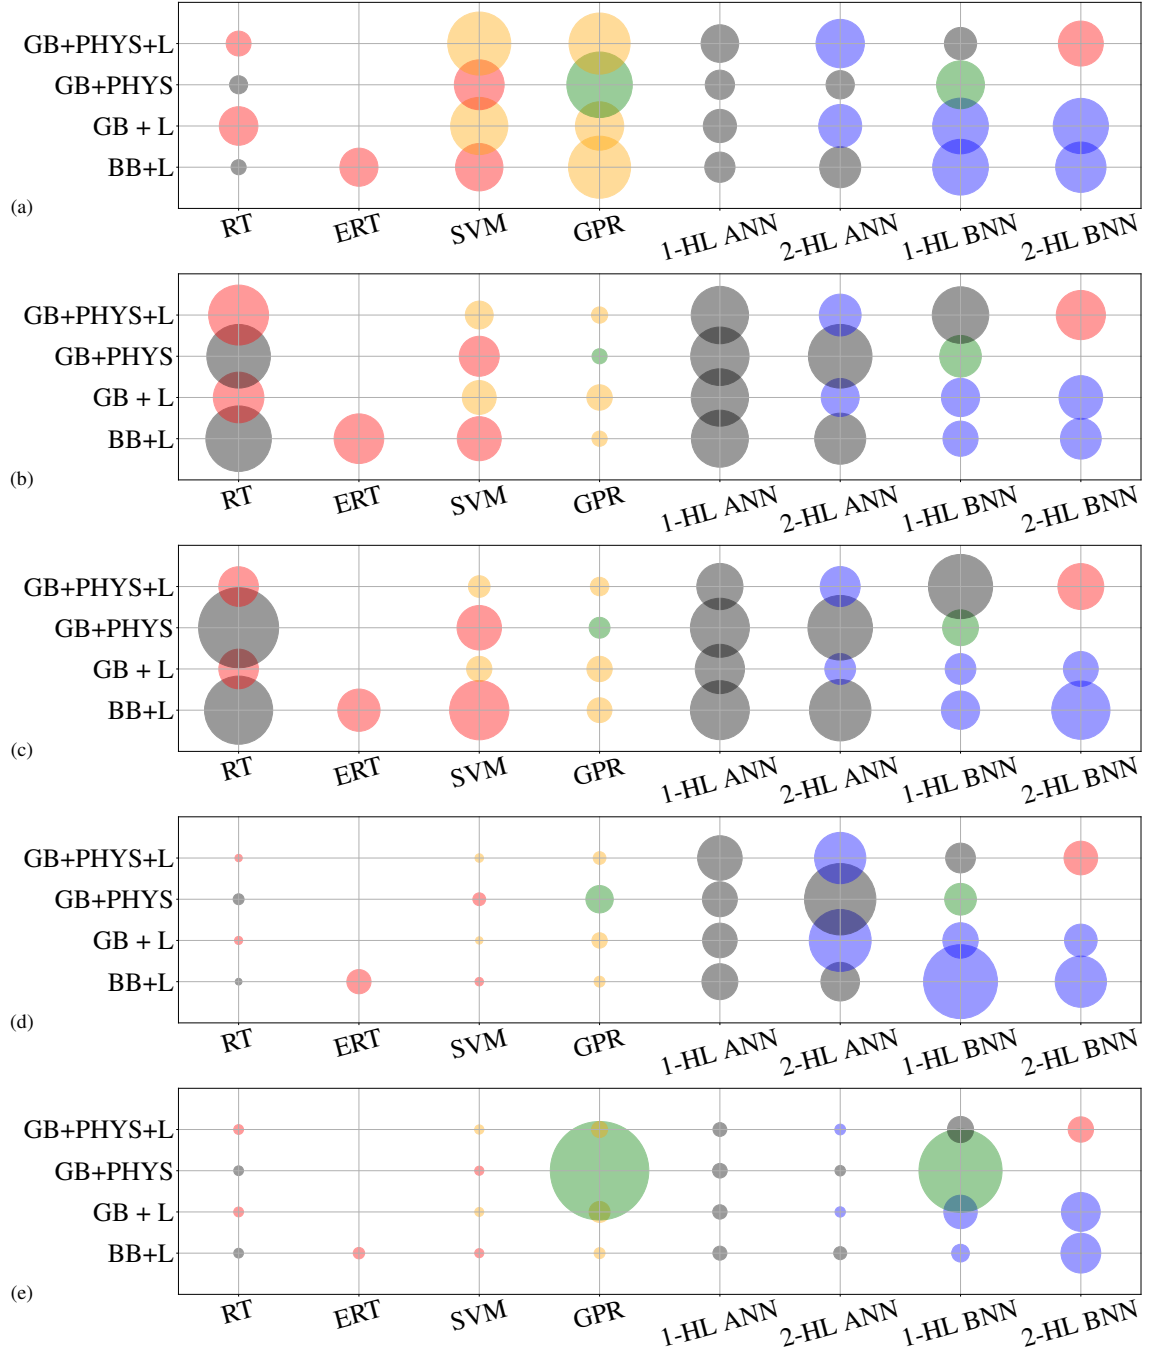 GB+PHYS+L
GB+PHYS
GB + L
BB+L
(a)
RT ERT SVM GPR 1-HL ANN 2-HL ANN 1-HL BNN 2-HL BNN
GB+PHYS+L
GB+PHYS
GB + L
BB+L
(b)
RT ERT SVM GPR 1-HL ANN 2-HL ANN 1-HL BNN 2-HL BNN
GB+PHYS+L
GB+PHYS
GB + L
BB+L
(c)
RT ERT SVM GPR 1-HL ANN 2-HL ANN 1-HL BNN 2-HL BNN
GB+PHYS+L
GB+PHYS
GB + L
BB+L
(d)
RT ERT SVM GPR 1-HL ANN 2-HL ANN 1-HL BNN 2-HL BNN
GB+PHYS+L
GB+PHYS
GB + L
BB+L
(e)
RT ERT SVM GPR 1-HL ANN 2-HL ANN 1-HL BNN 2-HL BNN